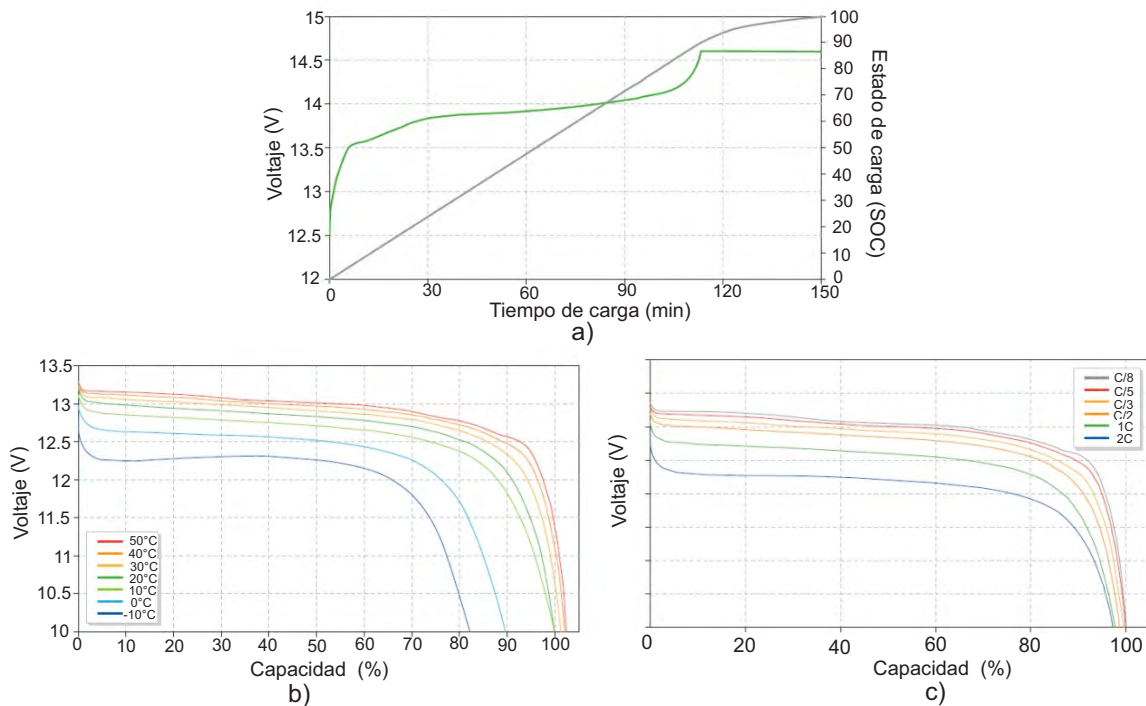 15
14.5
14
13.5
13
12.5
12
Voltaje (V)
100
90
80
70
60
50
40
30
20
10
0
Estado de carga (SOC)
0 30 60 90 120 150
Tiempo de carga (min)
a)
13.5
13
12.5
12
11.5
11
10.5
10
Voltaje (V)
50°C
40°C
30°C
20°C
10°C
0°C
-10°C
0 10 20 30 40 50 60 70 80 90 100
Capacidad (%)
b)
Voltaje (V)
C/8
C/5
C/3
C/2
1C
2C
0 20 40 60 80 100
Capacidad (%)
c)